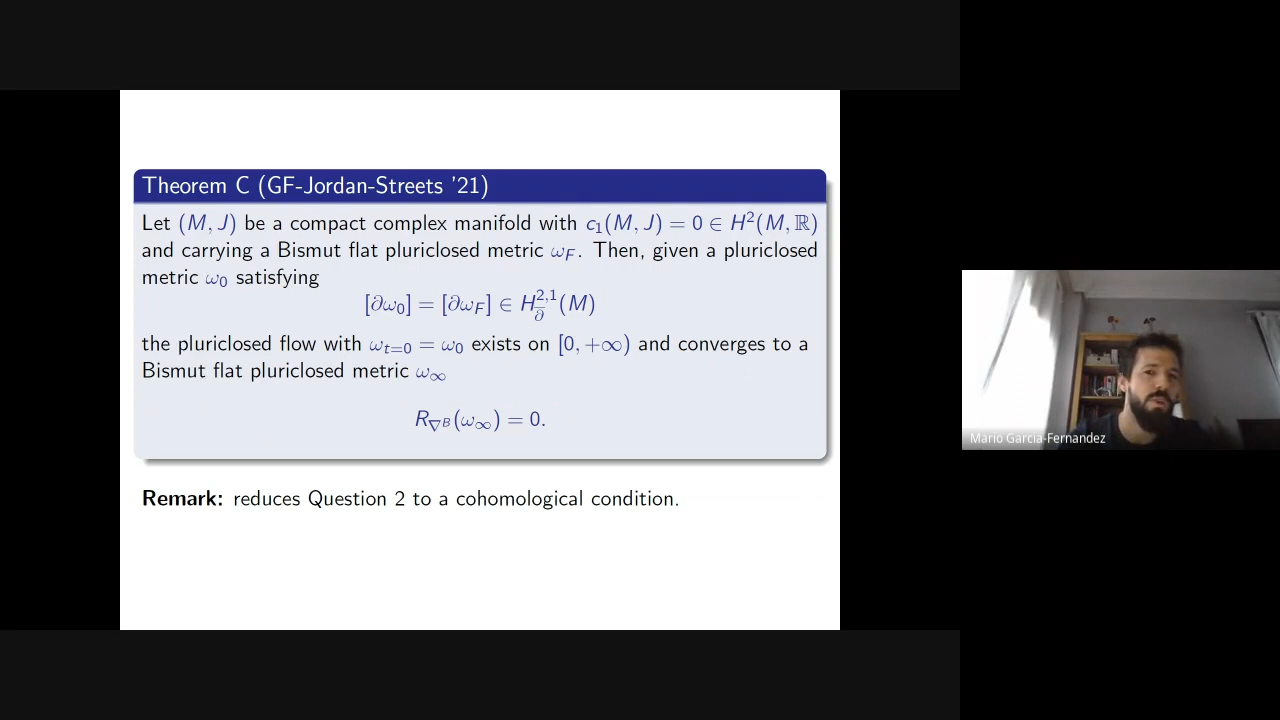 Theorem C (GF-Jordan-Streets '21)
Let (M, J) be a compact complex manifold with c₁(M, J) = 0 ∈ H²(M, ℝ)
and carrying a Bismut flat pluriclosed metric ω_F. Then, given a pluriclosed
metric ω₀ satisfying
[∂ω₀] = [∂ω_F] ∈ H^{2,1}_{∂̄}(M)
the pluriclosed flow with ω_{t=0} = ω₀ exists on [0, +∞) and converges to a
Bismut flat pluriclosed metric ω_∞
R_{∇^B}(ω_∞) = 0.
Remark: reduces Question 2 to a cohomological condition.
Mario Garcia-Fernandez